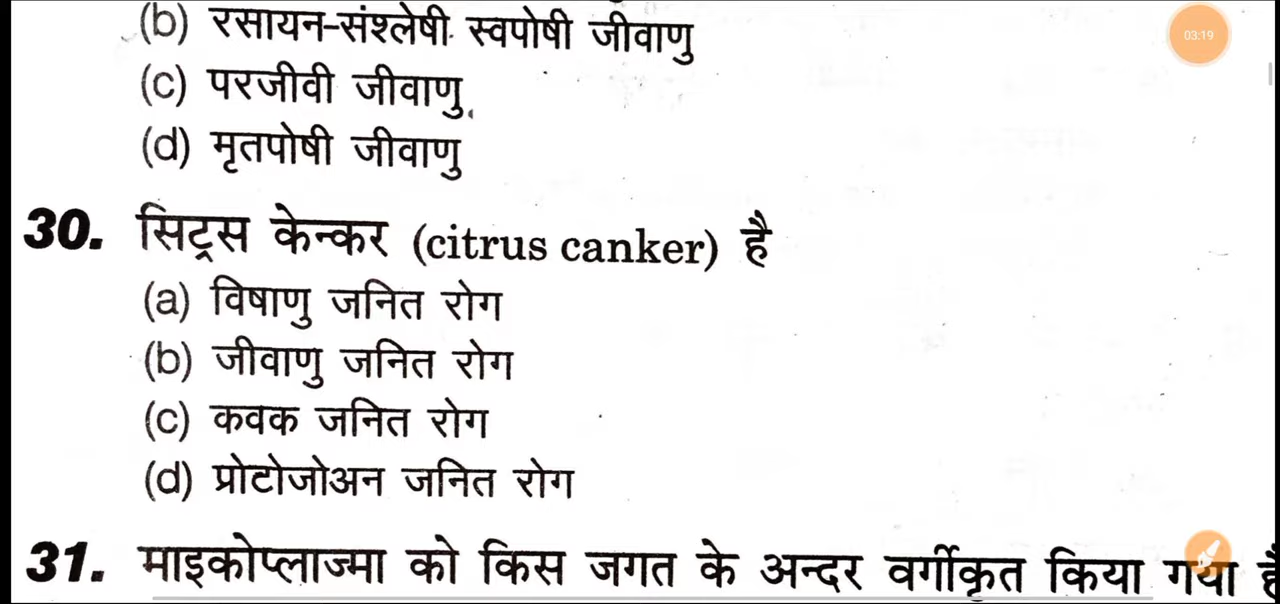 (b) रसायन-संश्लेषी स्वपोषी जीवाणु
03:19
(c) परजीवी जीवाणु
(d) मृतपोषी जीवाणु
30. सिट्रस केन्कर (citrus canker) है
(a) विषाणु जनित रोग
(b) जीवाणु जनित रोग
(c) कवक जनित रोग
(d) प्रोटोजोअन जनित रोग
31. माइकोप्लाज्मा को किस जगत के अन्दर वर्गीकृत किया गया